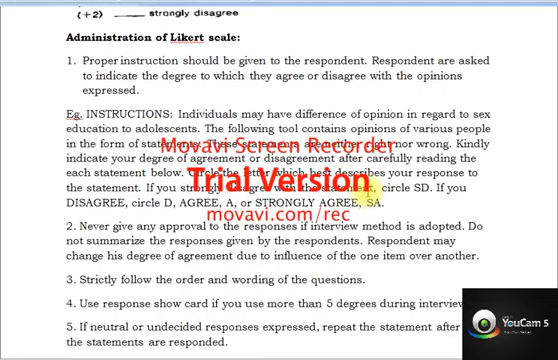 (+2) ____ strongly disagree
Administration of Likert scale:
1. Proper instruction should be given to the respondent. Respondent are asked
to indicate the degree to which they agree or disagree with the opinions
expressed.
Eg. INSTRUCTIONS: Individuals may have difference of opinion in regard to sex
education to adolescents. The following tool contains opinions of various people
in the form of statements. These statements are neither right nor wrong. Kindly
indicate your degree of agreement or disagreement after carefully reading the
each statement below. Circle the letter which best describes your response to
the statement. If you strongly disagree with the statement, circle SD. If you
DISAGREE, circle D, AGREE, A, or STRONGLY AGREE, SA.
Movavi Screen Recorder
Trial Version
movavi.com/rec
2. Never give any approval to the responses if interview method is adopted. Do
not summarize the responses given by the respondents. Respondent may
change his degree of agreement due to influence of the one item over another.
3. Strictly follow the order and wording of the questions.
4. Use response show card if you use more than 5 degrees during interview
5. If neutral or undecided responses expressed, repeat the statement after
the statements are responded.
YouCam 5